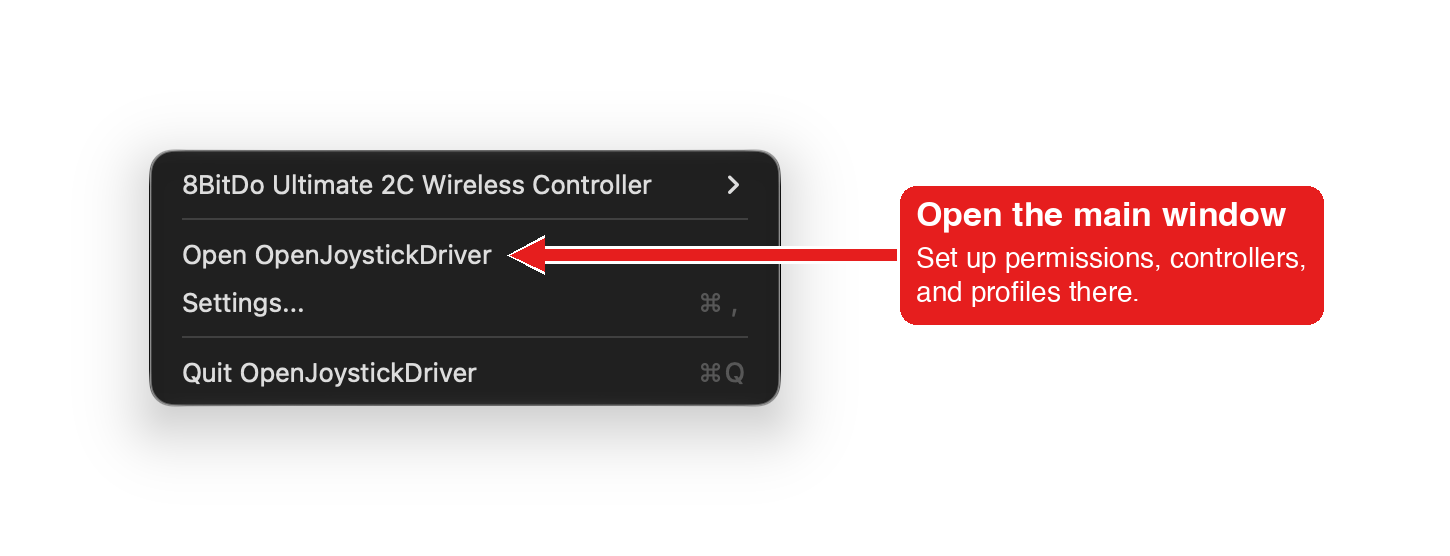 8BitDo Ultimate 2C Wireless Controller
Open OpenJoystickDriver
Settings... ⌘ ,
Quit OpenJoystickDriver ⌘Q
Open the main window
Set up permissions, controllers,
and profiles there.